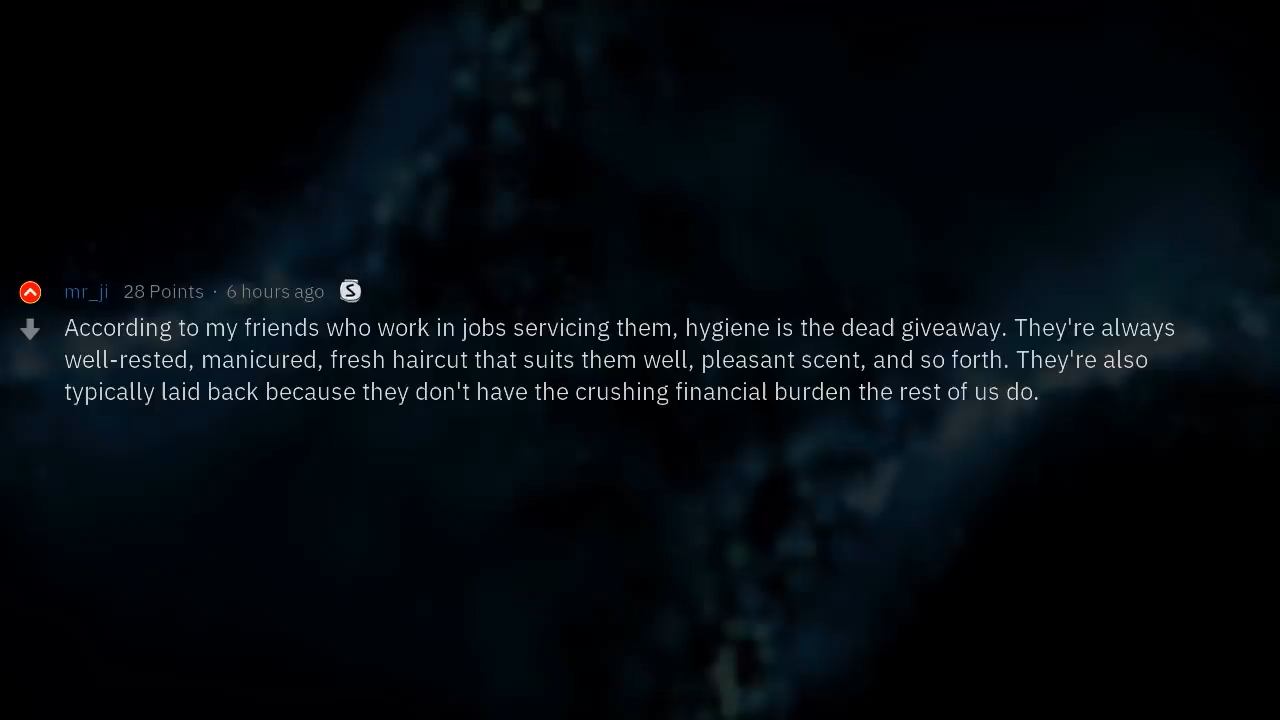 mr_ji 28 Points · 6 hours ago S
According to my friends who work in jobs servicing them, hygiene is the dead giveaway. They're always
well-rested, manicured, fresh haircut that suits them well, pleasant scent, and so forth. They're also
typically laid back because they don't have the crushing financial burden the rest of us do.